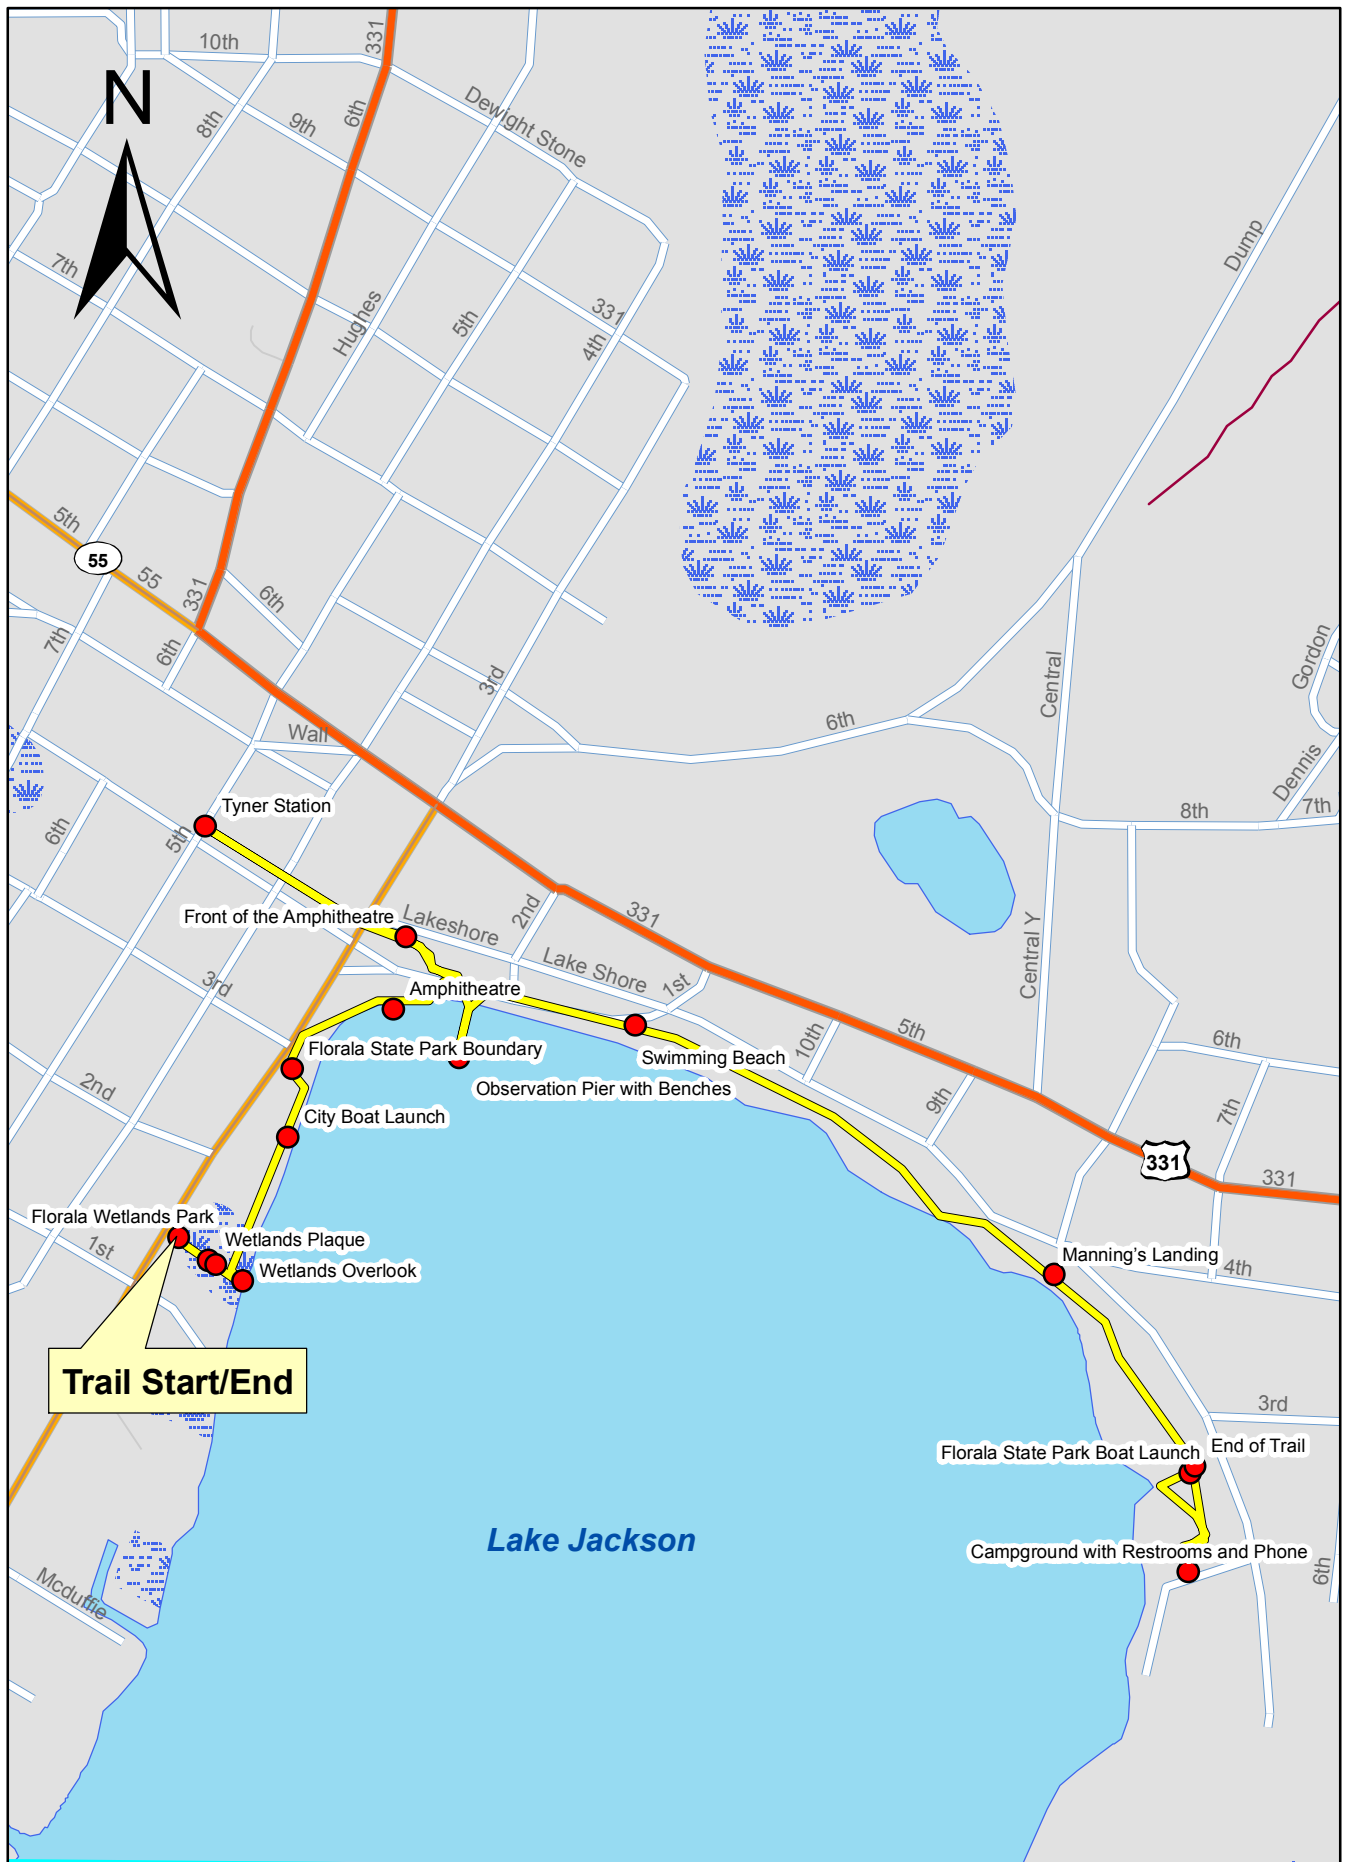 331
10th
N
8th
9th
6th
Dewight Stone
Dump
7th
Hughes
5th
331
4th
5th
55
55
331
6th
7th
6th
3rd
Central
Gordon
Wall
6th
Dennis
Tyner Station
6th
5th
8th
7th
Front of the Amphitheatre
Lakeshore
2nd
331
Lake Shore
1st
Central Y
3rd
Amphitheatre
10th
5th
6th
Florala State Park Boundary
Swimming Beach
2nd
Observation Pier with Benches
9th
7th
City Boat Launch
331
331
Florala Wetlands Park
1st
Wetlands Plaque
Wetlands Overlook
Manning's Landing
4th
Trail Start/End
3rd
Florala State Park Boat Launch
End of Trail
Lake Jackson
Campground with Restrooms and Phone
6th
Mcduffie